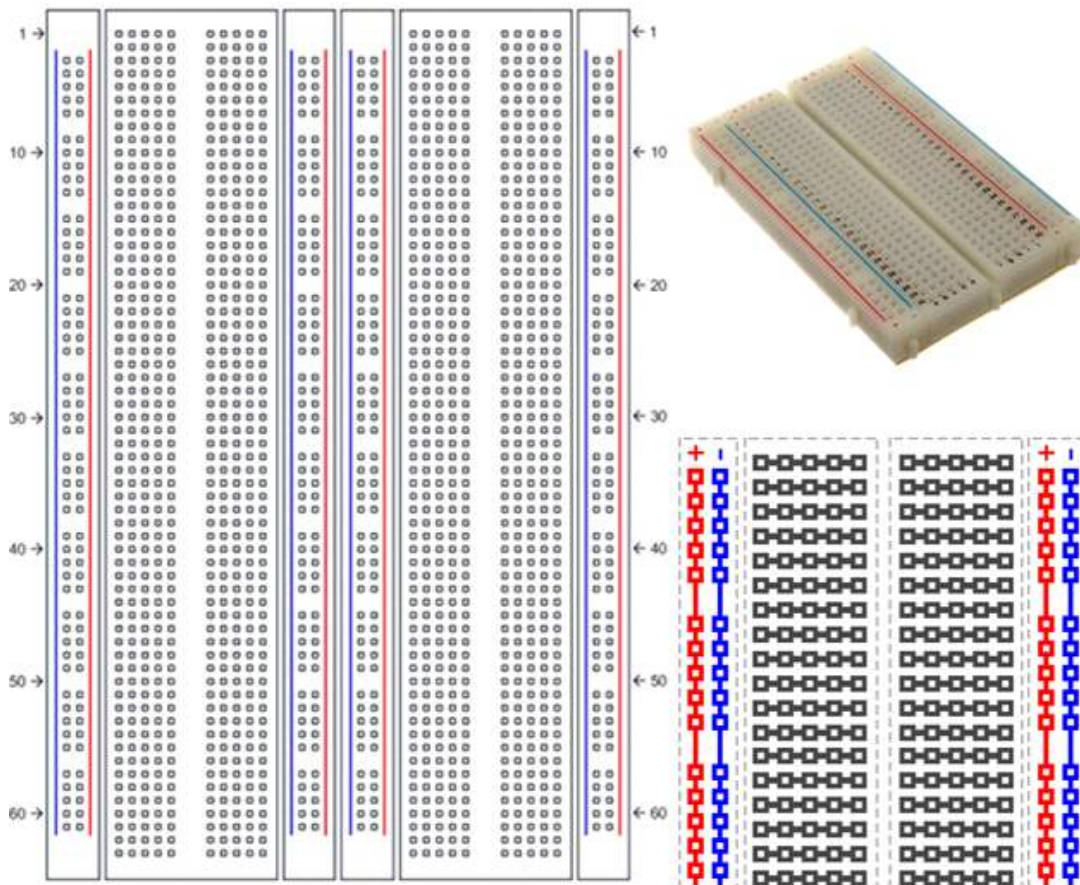 1 → ← 1
10 → ← 10
20 → ← 20
30 → ← 30
40 → ← 40
50 → ← 50
60 → ← 60
+ - + -